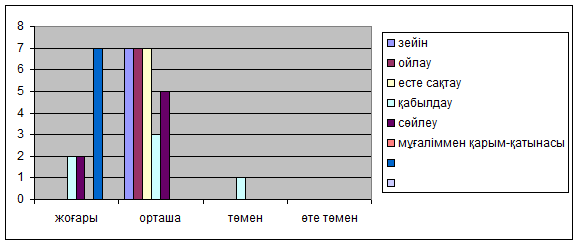 8
7
6
5
4
3
2
1
0
жоғары орташа төмен өте төмен
зейін
ойлау
есте сақтау
қабылдау
сөйлеу
мұғаліммен қарым-қатынасы